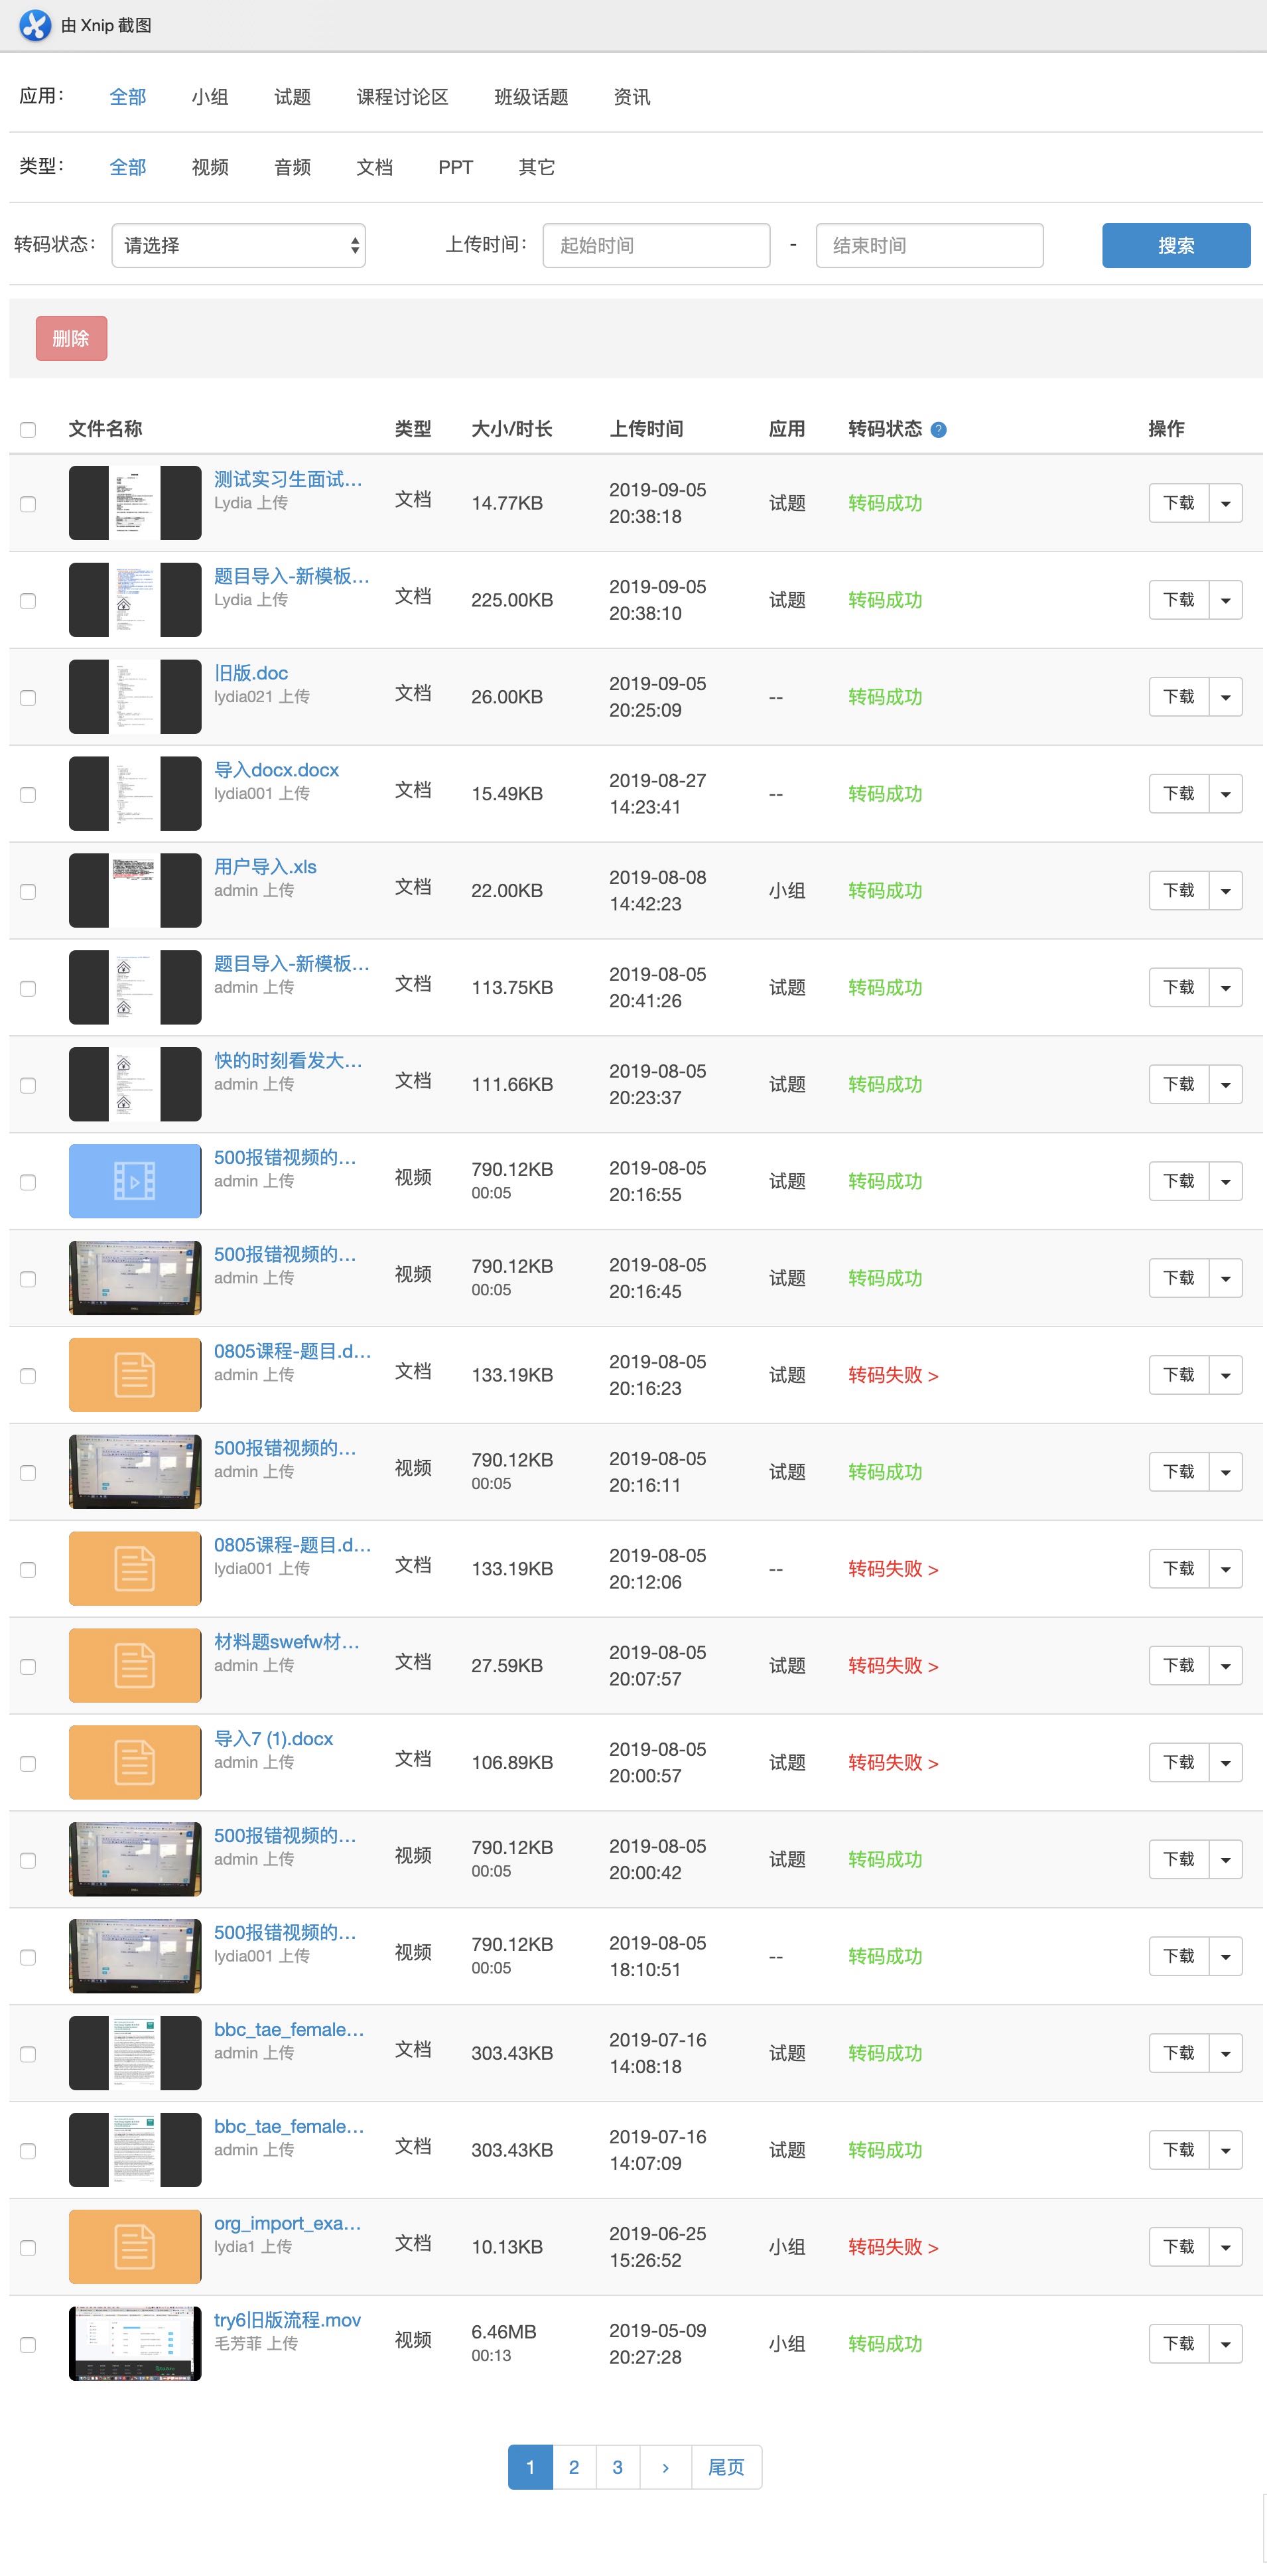 由 Xnip 截图
应用： 全部 小组 试题 课程讨论区 班级话题 资讯
类型： 全部 视频 音频 文档 PPT 其它
转码状态： 请选择 上传时间： 起始时间 - 结束时间 搜索
删除
文件名称 类型 大小/时长 上传时间 应用 转码状态 ? 操作
测试实习生面试...
Lydia 上传
文档 14.77KB 2019-09-05 20:38:18 试题 转码成功 下载
题目导入-新模板...
Lydia 上传
文档 225.00KB 2019-09-05 20:38:10 试题 转码成功 下载
旧版.doc
lydia021 上传
文档 26.00KB 2019-09-05 20:25:09 -- 转码成功 下载
导入docx.docx
lydia001 上传
文档 15.49KB 2019-08-27 14:23:41 -- 转码成功 下载
用户导入.xls
admin 上传
文档 22.00KB 2019-08-08 14:42:23 小组 转码成功 下载
题目导入-新模板...
admin 上传
文档 113.75KB 2019-08-05 20:41:26 试题 转码成功 下载
快的时刻看发大...
admin 上传
文档 111.66KB 2019-08-05 20:23:37 试题 转码成功 下载
500报错视频的...
admin 上传
视频 790.12KB 00:05 2019-08-05 20:16:55 试题 转码成功 下载
500报错视频的...
admin 上传
视频 790.12KB 00:05 2019-08-05 20:16:45 试题 转码成功 下载
0805课程-题目.d...
admin 上传
文档 133.19KB 2019-08-05 20:16:23 试题 转码失败 > 下载
500报错视频的...
admin 上传
视频 790.12KB 00:05 2019-08-05 20:16:11 试题 转码成功 下载
0805课程-题目.d...
lydia001 上传
文档 133.19KB 2019-08-05 20:12:06 -- 转码失败 > 下载
材料题swefw材...
admin 上传
文档 27.59KB 2019-08-05 20:07:57 试题 转码失败 > 下载
导入7 (1).docx
admin 上传
文档 106.89KB 2019-08-05 20:00:57 试题 转码失败 > 下载
500报错视频的...
admin 上传
视频 790.12KB 00:05 2019-08-05 20:00:42 试题 转码成功 下载
500报错视频的...
lydia001 上传
视频 790.12KB 00:05 2019-08-05 18:10:51 -- 转码成功 下载
bbc_tae_female...
admin 上传
文档 303.43KB 2019-07-16 14:08:18 试题 转码成功 下载
bbc_tae_female...
admin 上传
文档 303.43KB 2019-07-16 14:07:09 试题 转码成功 下载
org_import_exa...
lydia1 上传
文档 10.13KB 2019-06-25 15:26:52 小组 转码失败 > 下载
try6旧版流程.mov
毛芳菲 上传
视频 6.46MB 00:13 2019-05-09 20:27:28 小组 转码成功 下载
1 2 3 › 尾页